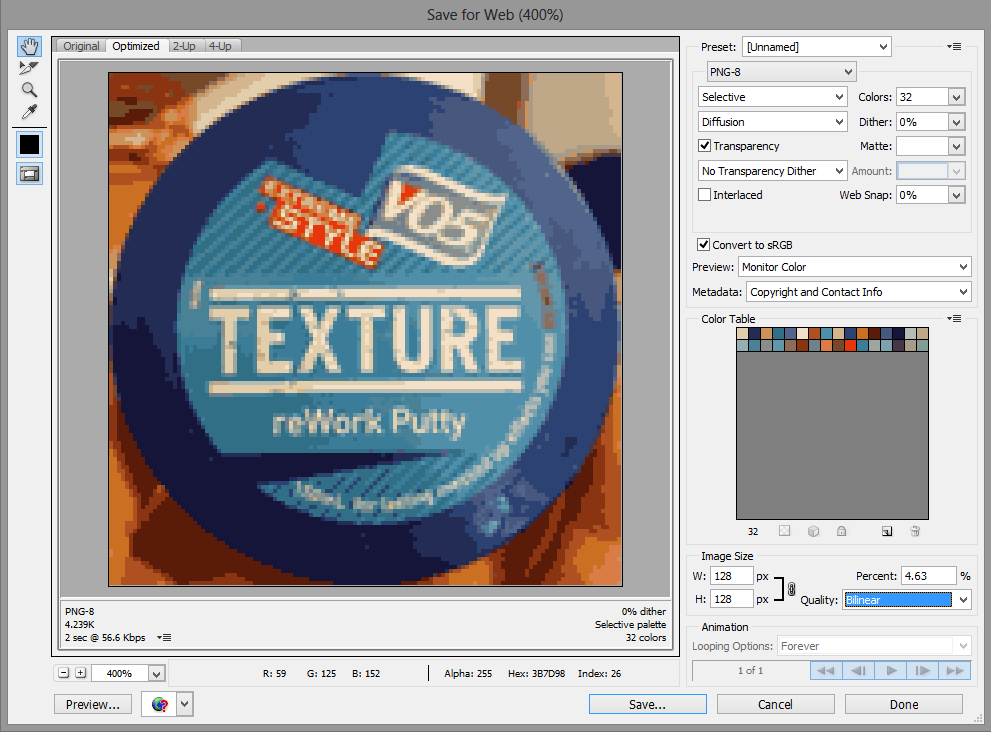 Save for Web (400%)
Original Optimized 2-Up 4-Up
Preset: [Unnamed]
PNG-8
Selective Colors: 32
Diffusion Dither: 0%
Transparency Matte:
No Transparency Dither Amount:
Interlaced Web Snap: 0%
Convert to sRGB
Preview: Monitor Color
Metadata: Copyright and Contact Info
Color Table
32
EXTREME
STYLE
VO5
TEXTURE
reWork Putty
Image Size
W: 128 px Percent: 4.63 %
H: 128 px Quality: Bilinear
Animation
Looping Options: Forever
1 of 1
PNG-8 0% dither
4.239K Selective palette
2 sec @ 56.6 Kbps 32 colors
400% R: 59 G: 125 B: 152 Alpha: 255 Hex: 3B7D98 Index: 26
Preview... Save... Cancel Done